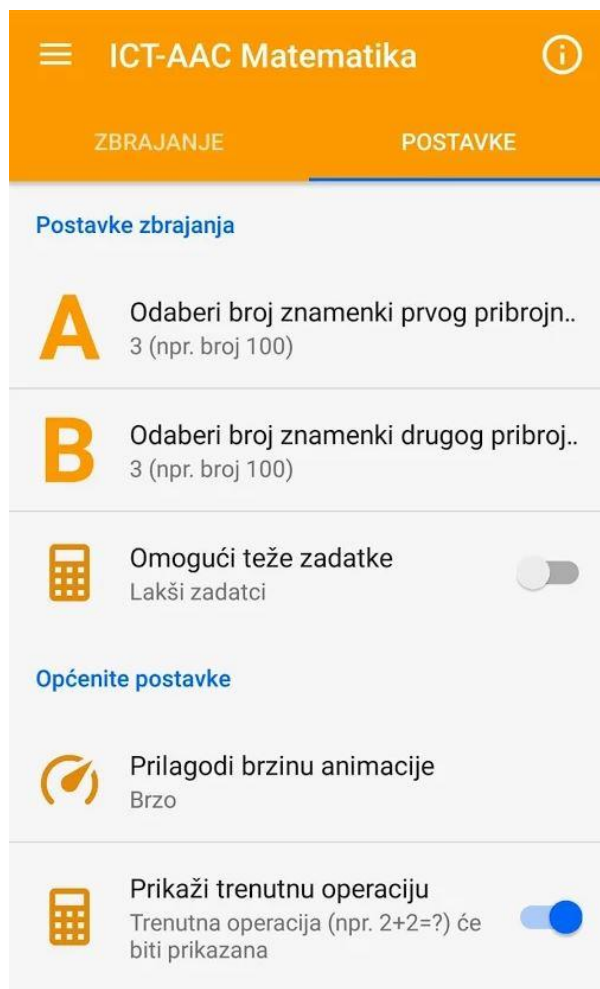 ICT-AAC Matematika
ZBRAJANJE
POSTAVKE
Postavke zbrajanja
A
Odaberi broj znamenki prvog pribrojn..
3 (npr. broj 100)
B
Odaberi broj znamenki drugog pribroj..
3 (npr. broj 100)
Omogući teže zadatke
Lakši zadatci
Općenite postavke
Prilagodi brzinu animacije
Brzo
Prikaži trenutnu operaciju
Trenutna operacija (npr. 2+2=?) će
biti prikazana